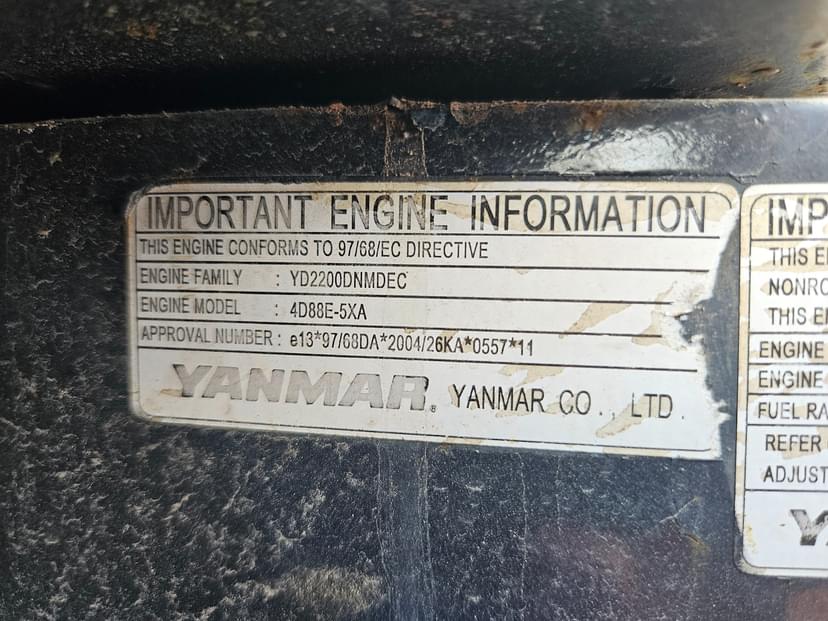 IMPORTANT ENGINE INFORMATION
THIS ENGINE CONFORMS TO 97/68/EC DIRECTIVE
ENGINE FAMILY : YD2200DNMDEC
ENGINE MODEL : 4D88E-5XA
APPROVAL NUMBER : e13*97/68DA*2004/26KA*0557*11
YANMAR® YANMAR CO., LTD.
IMP
THIS E
NONRO
THIS E
ENGINE
ENGINE
FUEL RA
REFER
ADJUST
Y